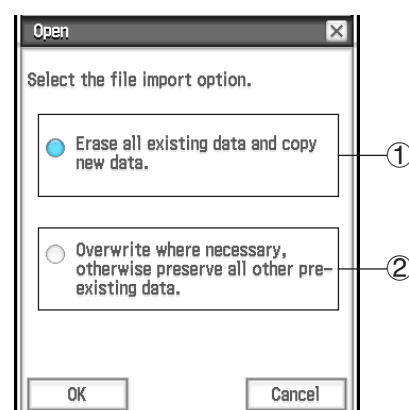 Open
Select the file import option.
Erase all existing data and copy
new data.
①
Overwrite where necessary,
otherwise preserve all other pre-
existing data.
②
OK
Cancel